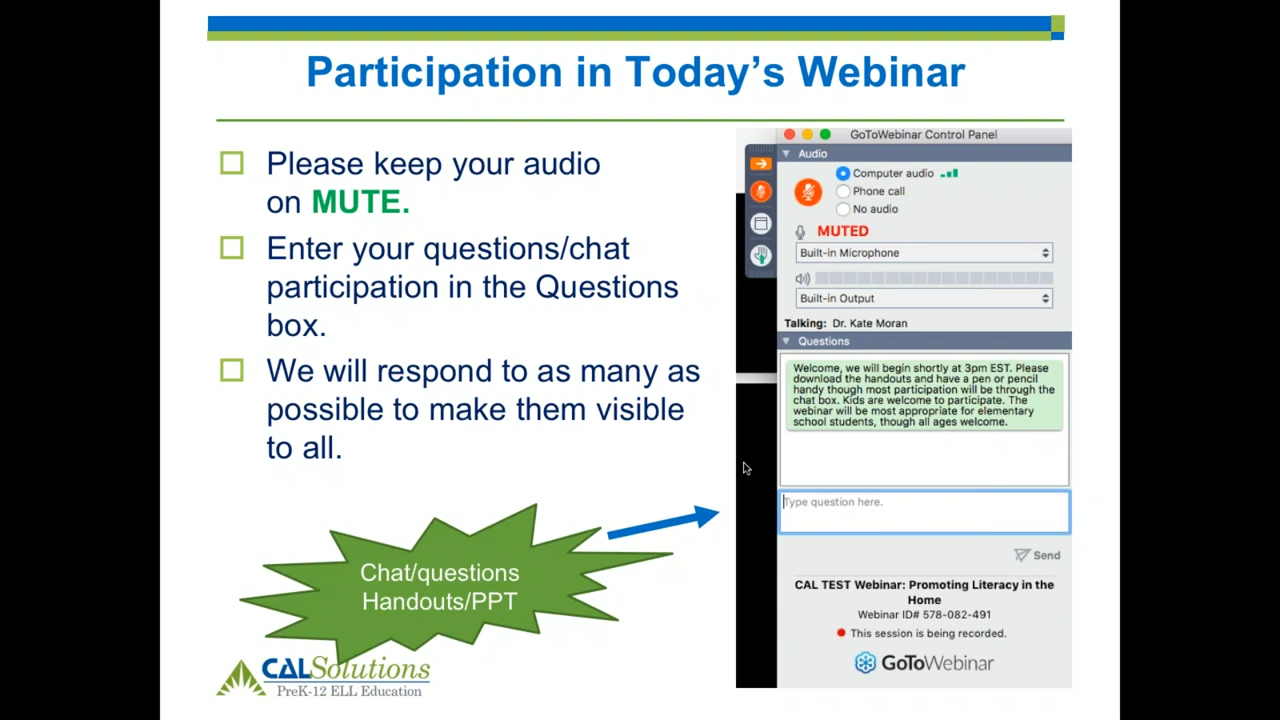 Participation in Today's Webinar
Please keep your audio
on MUTE.
Enter your questions/chat
participation in the Questions
box.
We will respond to as many as
possible to make them visible
to all.
Chat/questions
Handouts/PPT
CALSolutions
PreK-12 ELL Education
GoToWebinar Control Panel
Audio
Computer audio
Phone call
No audio
MUTED
Built-in Microphone
Built-in Output
Talking: Dr. Kate Moran
Questions
Welcome, we will begin shortly at 3pm EST. Please
download the handouts and have a pen or pencil
handy though most participation will be through the
chat box. Kids are welcome to participate. The
webinar will be most appropriate for elementary
school students, though all ages welcome.
Type question here.
Send
CAL TEST Webinar: Promoting Literacy in the
Home
Webinar ID# 578-082-491
This session is being recorded.
GoToWebinar